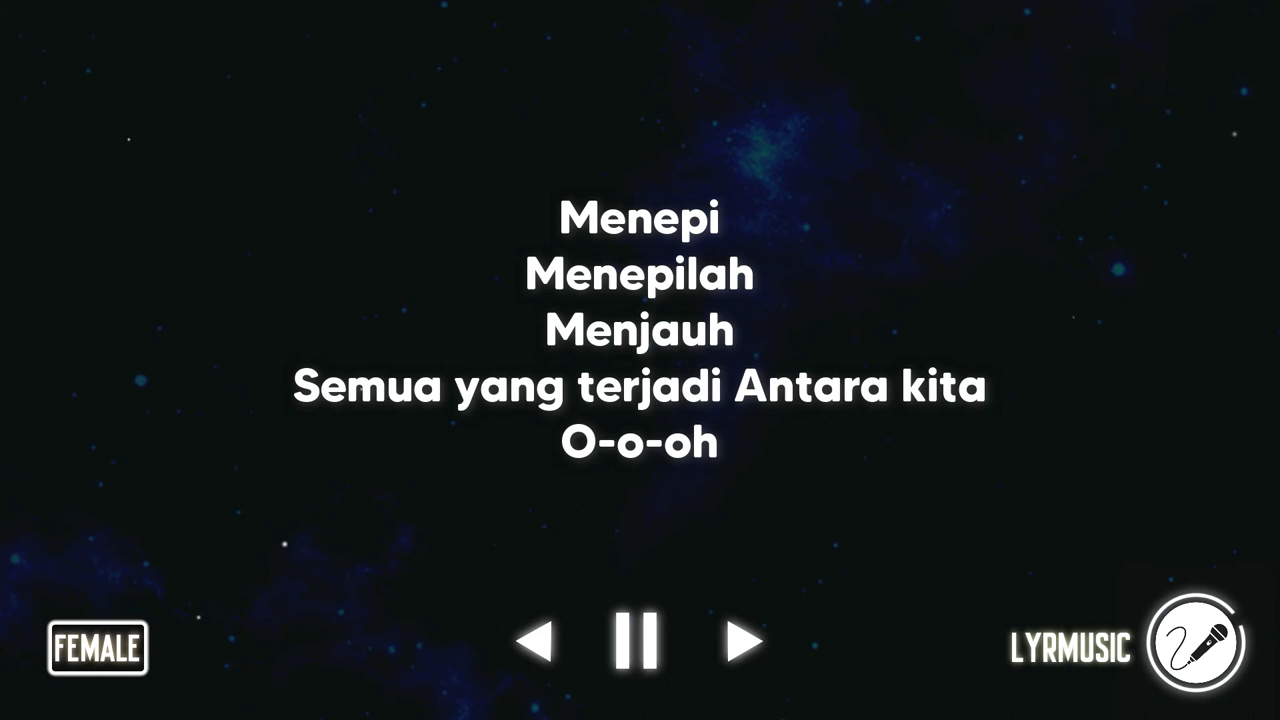 Menepi
Menepilah
Menjauh
Semua yang terjadi Antara kita
O-o-oh
FEMALE
LYRMUSIC